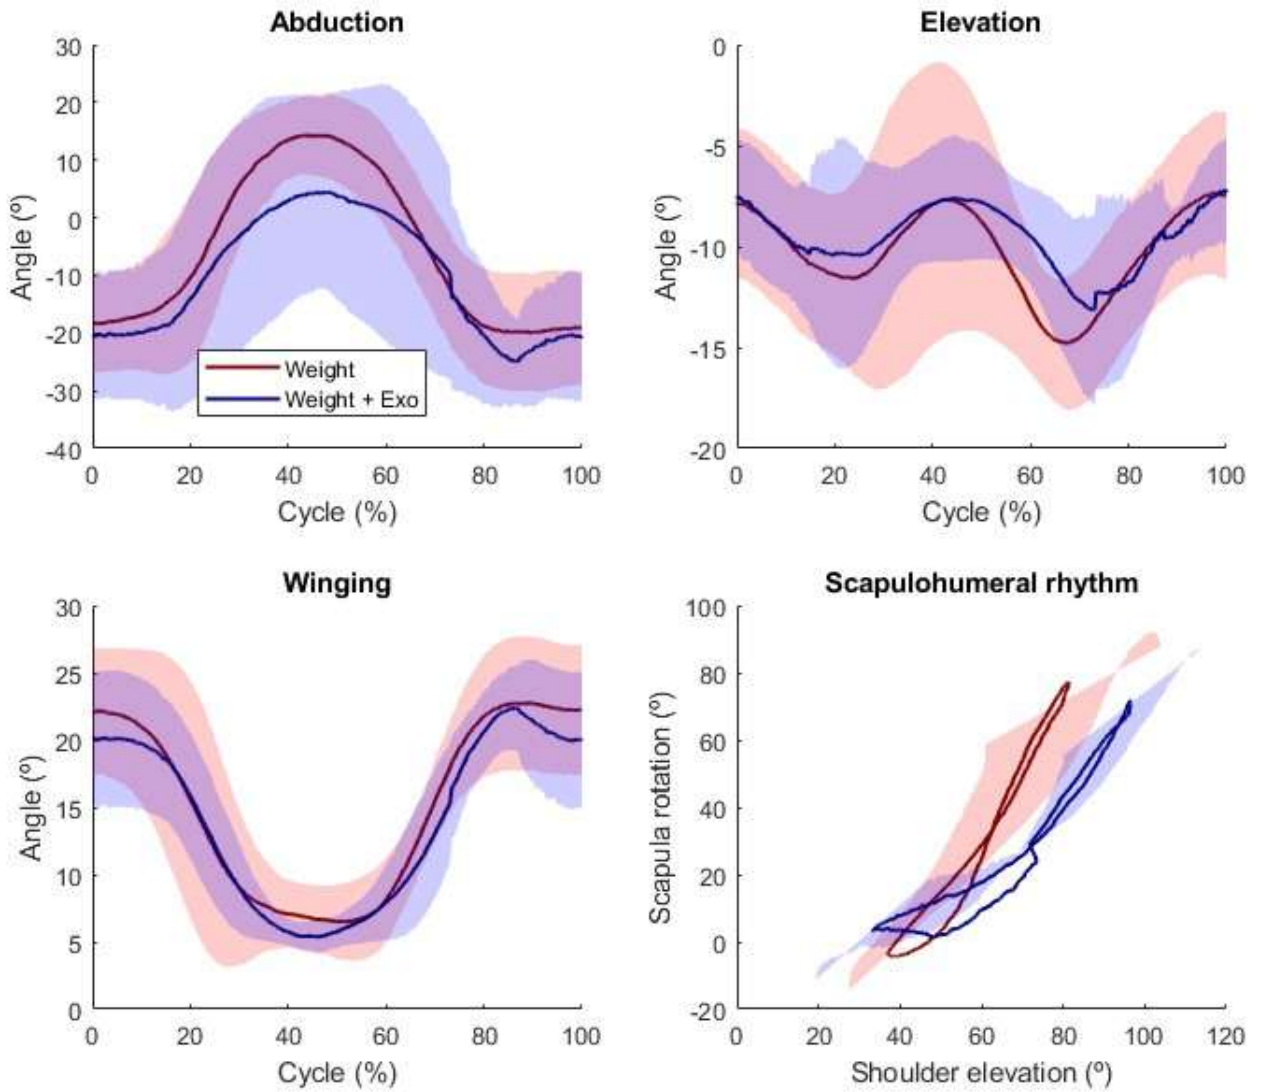 Abduction
30
20
10
0
-10
-20
-30
-40
Angle (º)
Weight
Weight + Exo
0 20 40 60 80 100
Cycle (%)
Elevation
0
-5
-10
-15
-20
Angle (º)
0 20 40 60 80 100
Cycle (%)
Winging
30
25
20
15
10
5
0
Angle (º)
0 20 40 60 80 100
Cycle (%)
Scapulohumeral rhythm
100
80
60
40
20
0
-20
Scapula rotation (º)
0 20 40 60 80 100 120
Shoulder elevation (º)